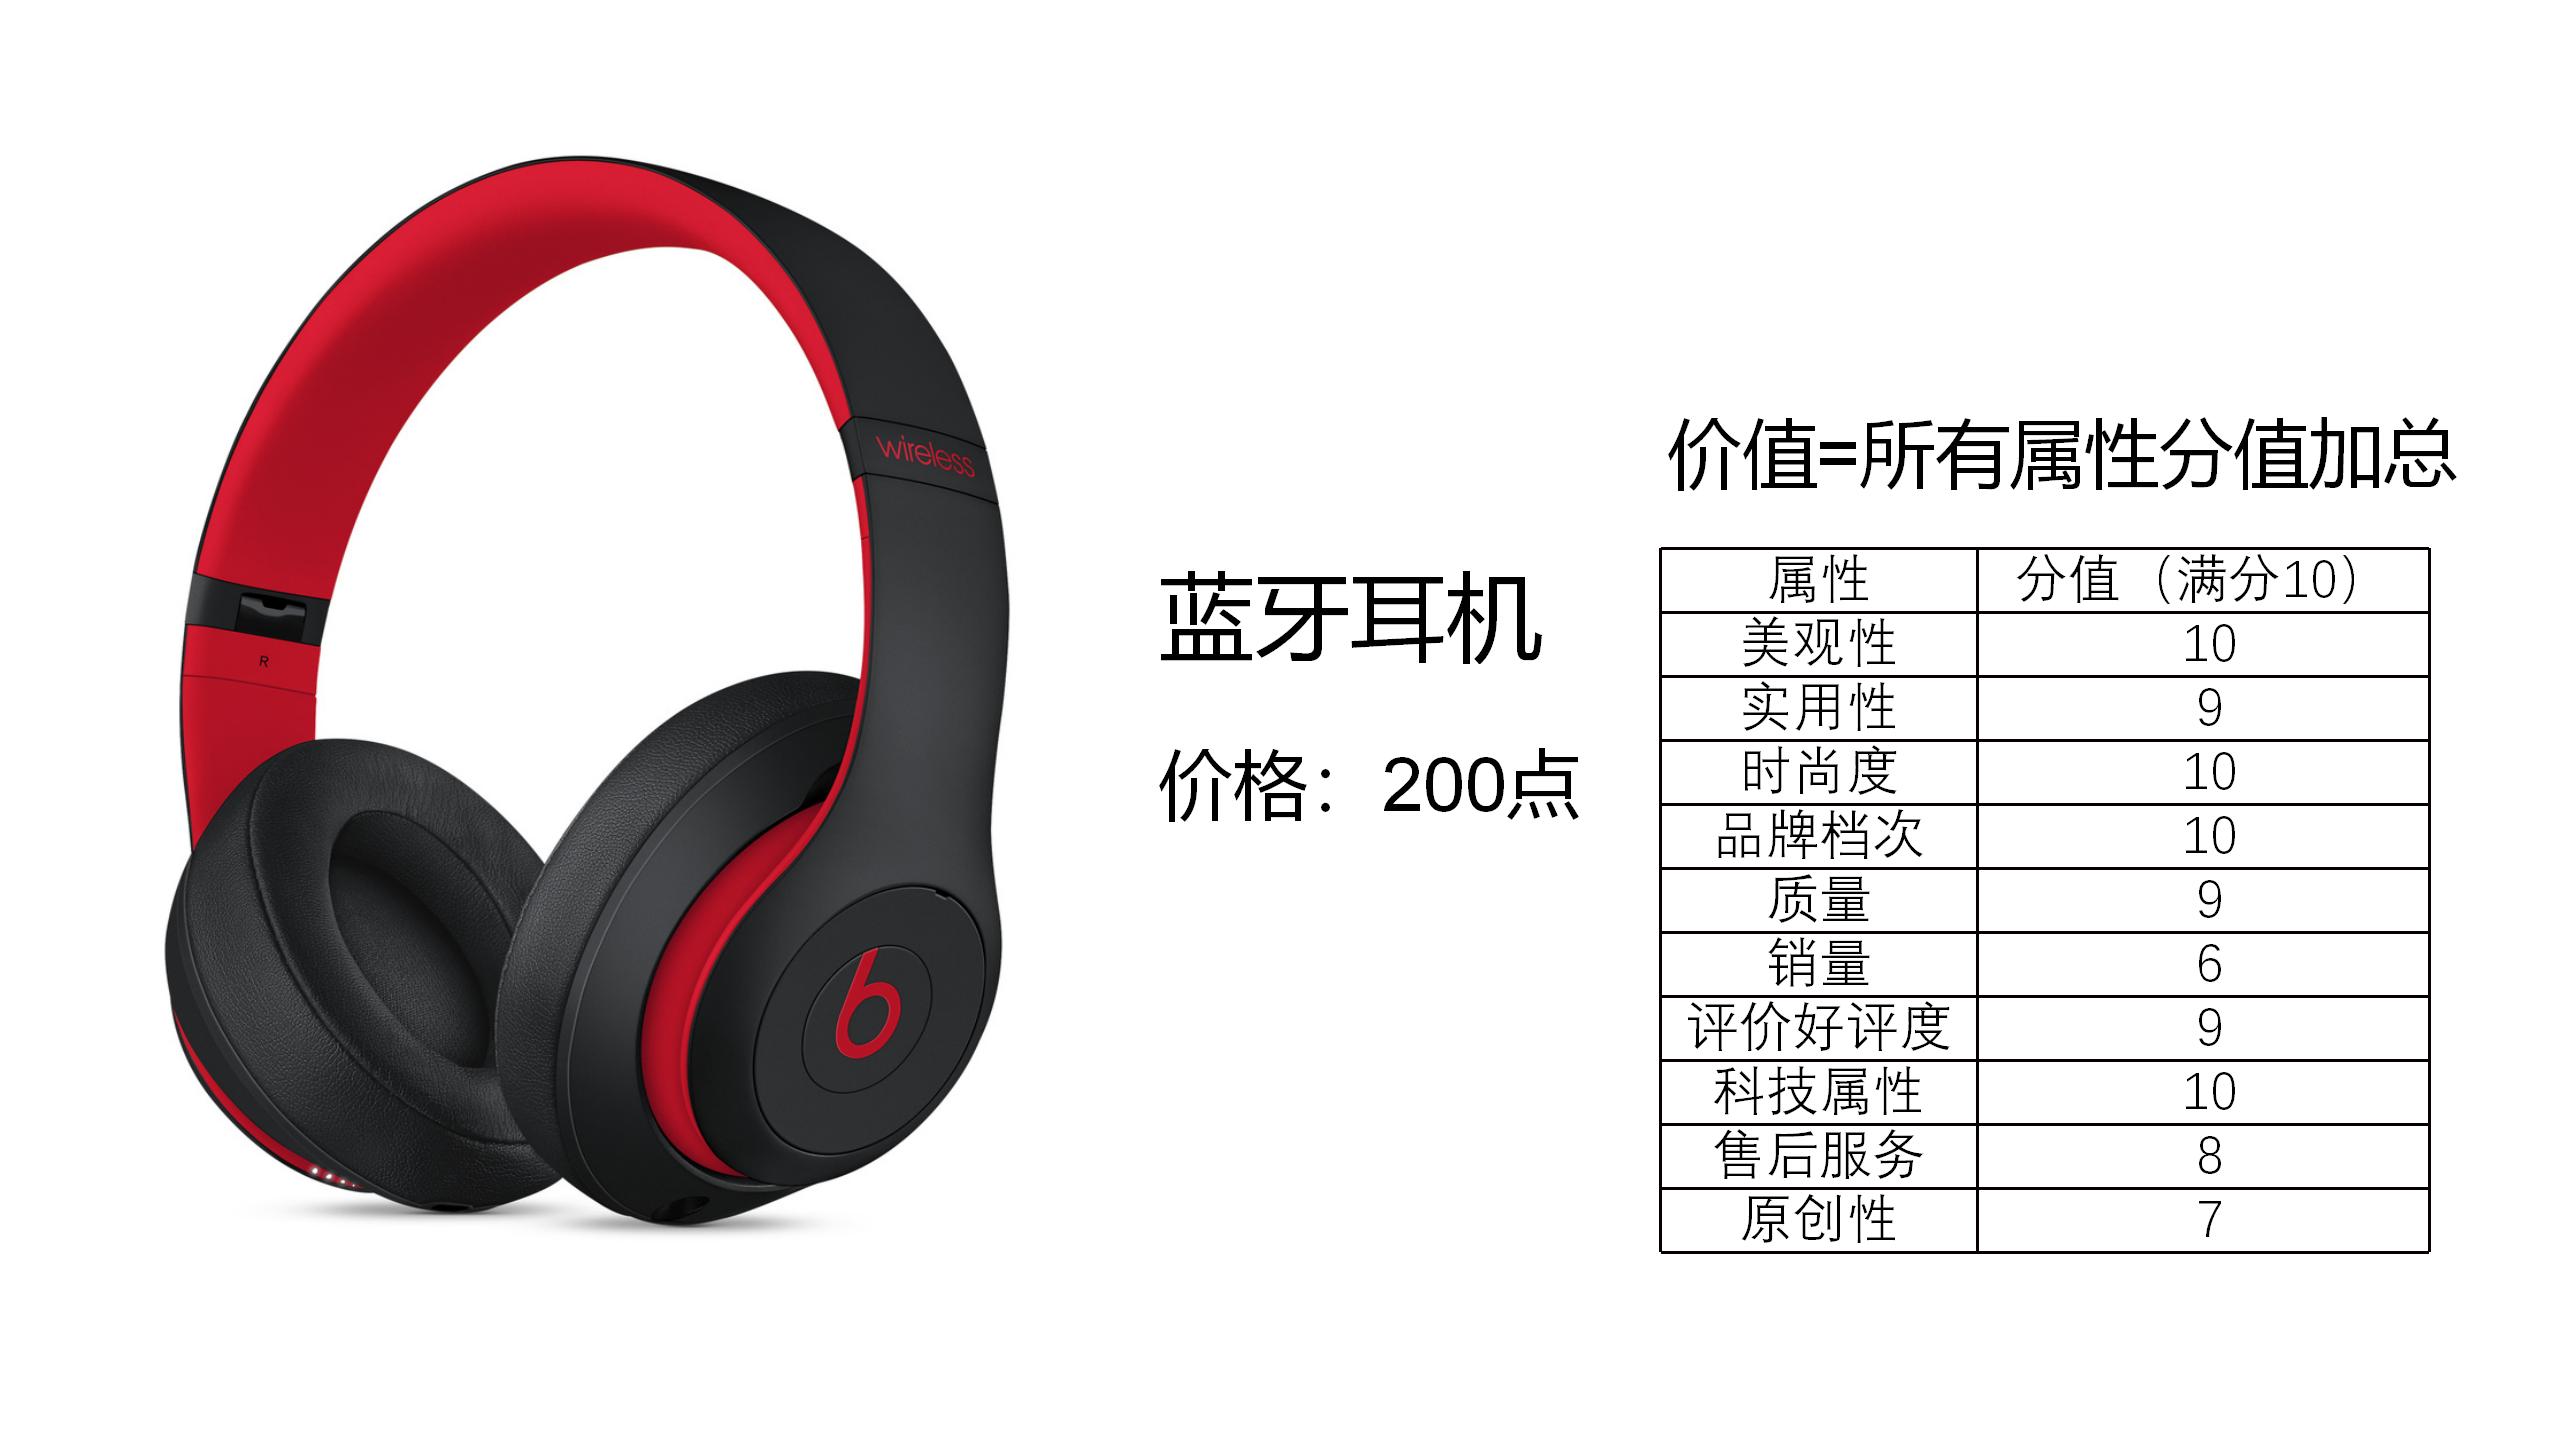 wireless
R
b
蓝牙耳机
价格：200点
价值=所有属性分值加总
属性 分值（满分10）
美观性 10
实用性 9
时尚度 10
品牌档次 10
质量 9
销量 6
评价好评度 9
科技属性 10
售后服务 8
原创性 7